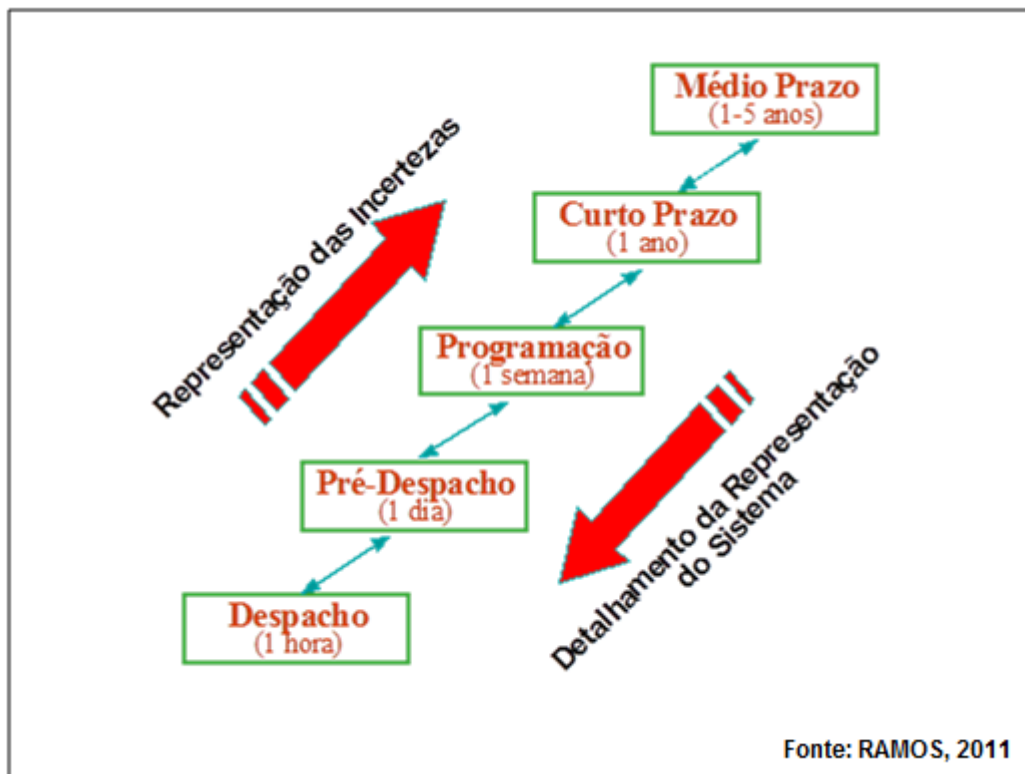 Médio Prazo
(1-5 anos)
Representação das Incertezas
Curto Prazo
(1 ano)
Programação
(1 semana)
Detalhamento da Representação
do Sistema
Pré-Despacho
(1 dia)
Despacho
(1 hora)
Fonte: RAMOS, 2011